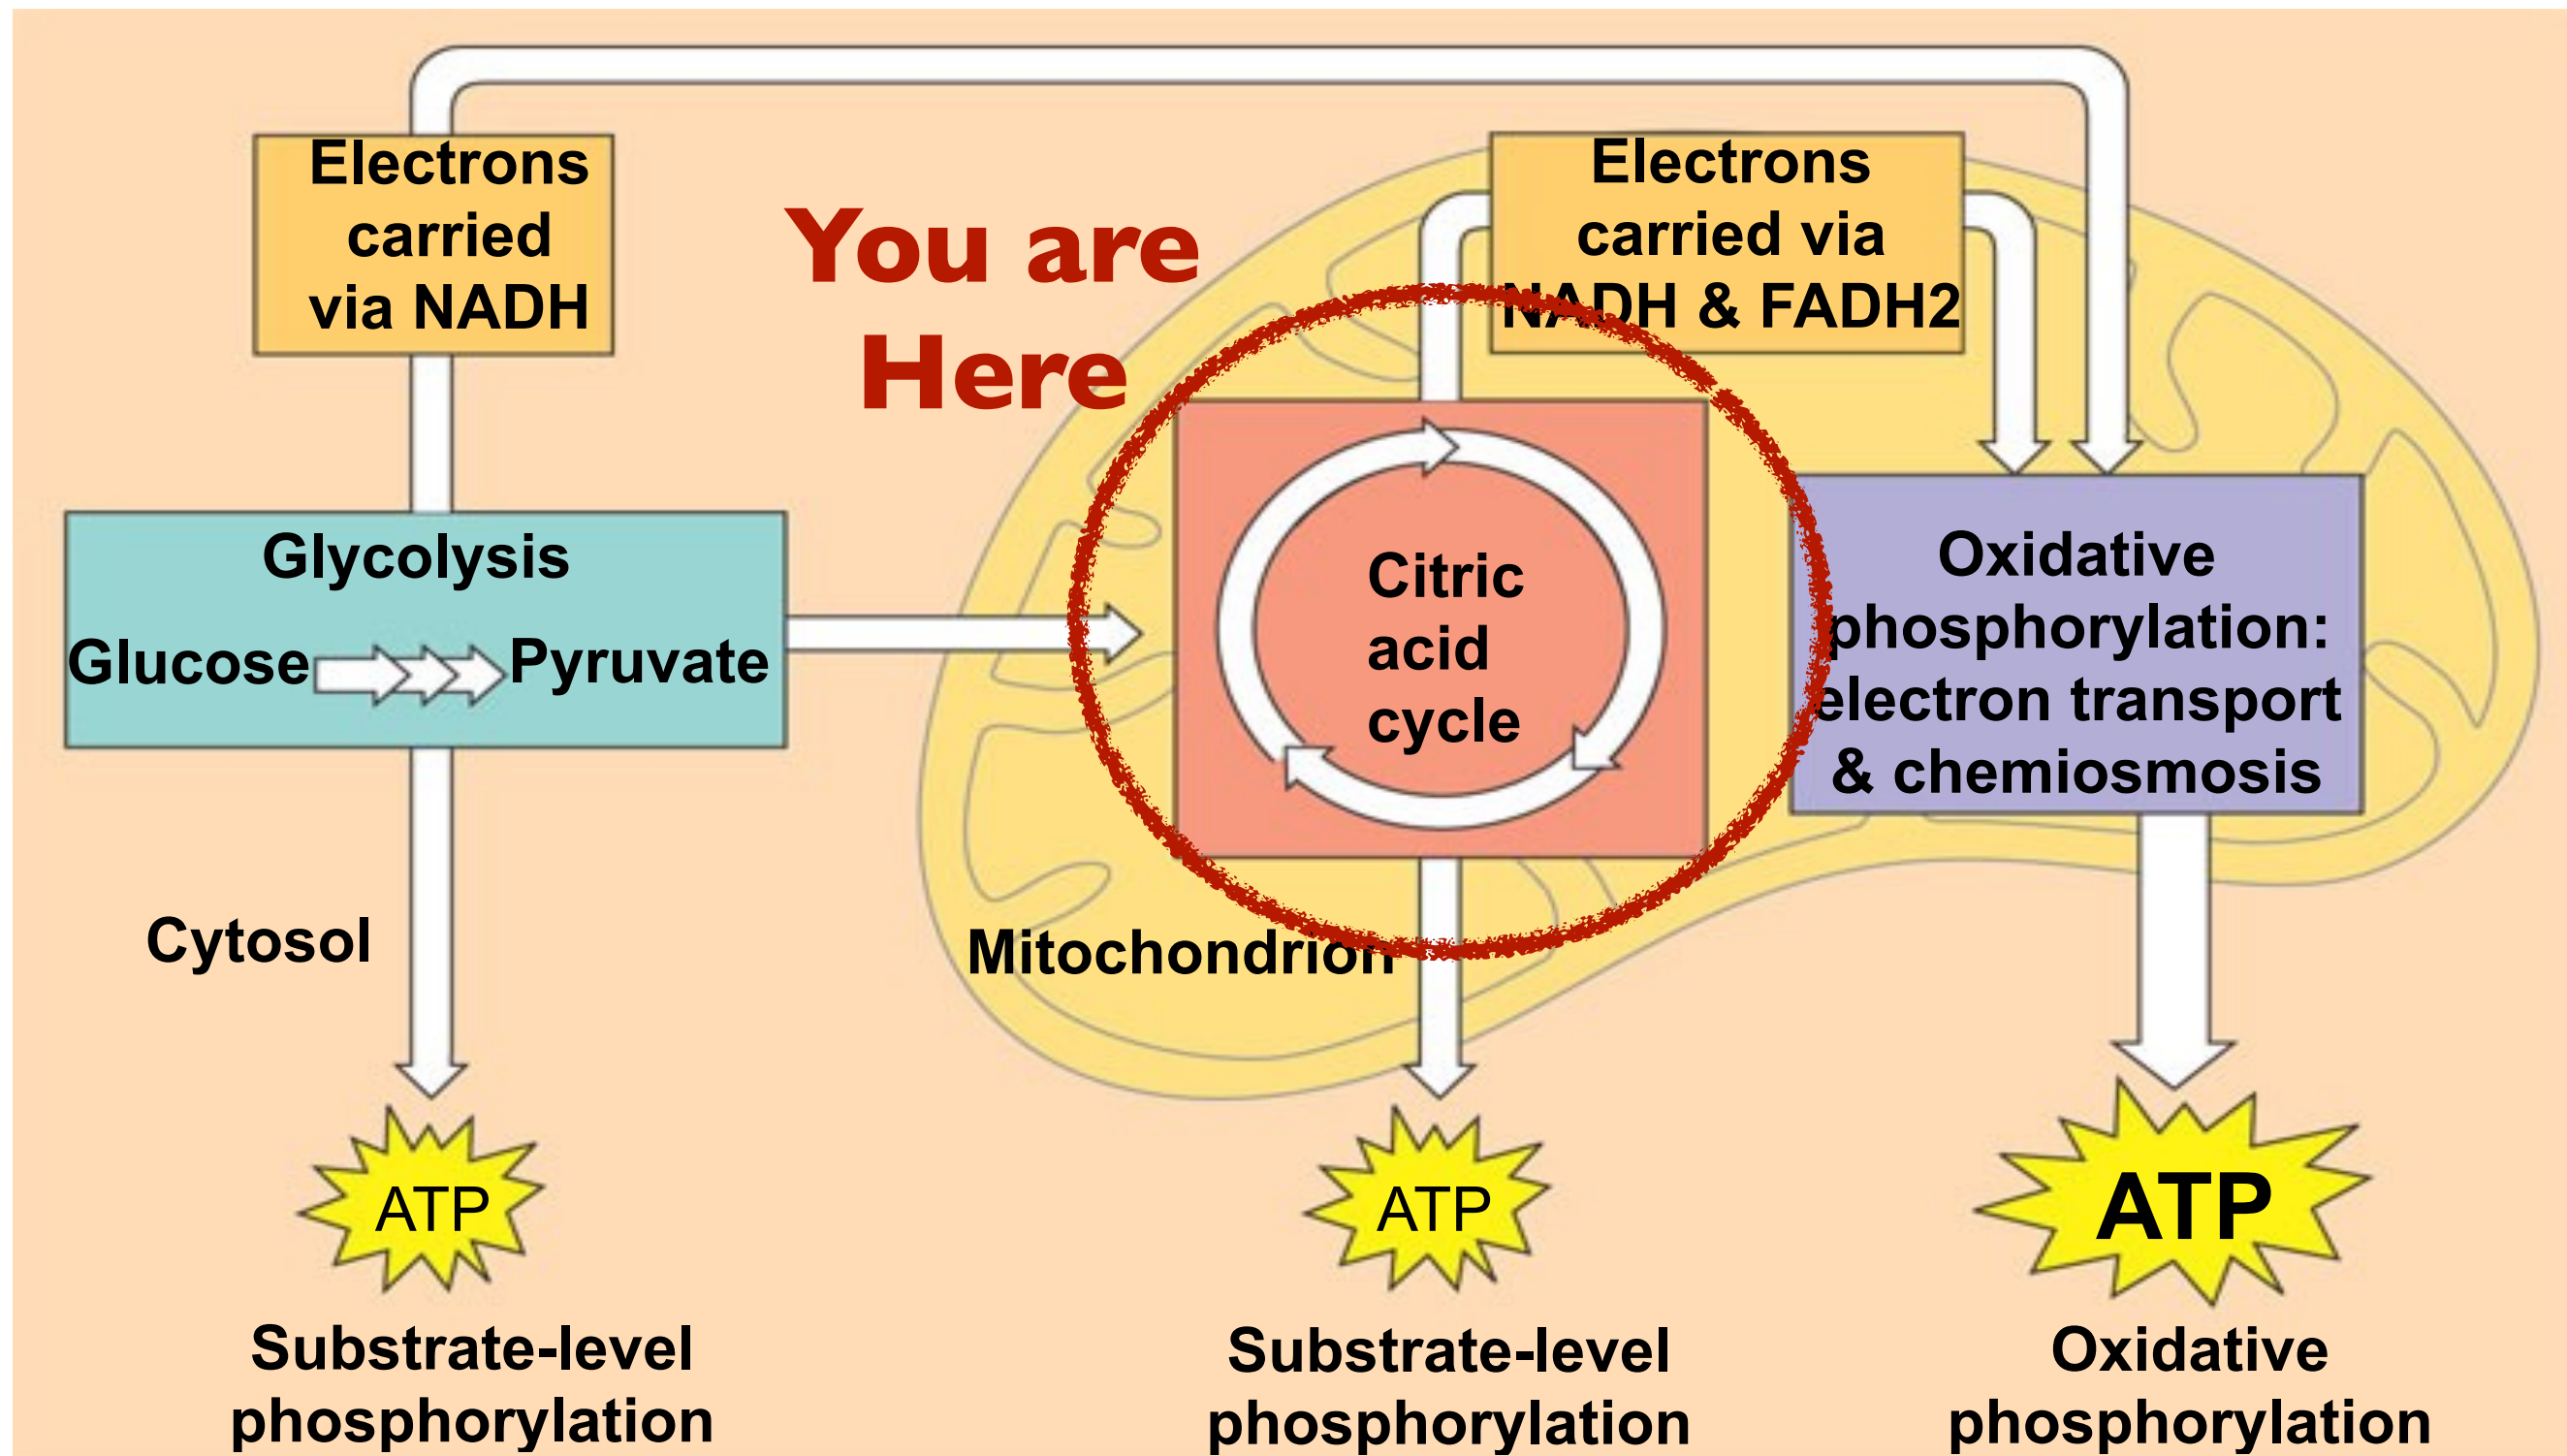 Electrons
carried
via NADH
You are
Here
Electrons
carried via
NADH & FADH2
Glycolysis
Glucose Pyruvate
Citric
acid
cycle
Oxidative
phosphorylation:
electron transport
& chemiosmosis
Cytosol
Mitochondrion
ATP
ATP
ATP
Substrate-level
phosphorylation
Substrate-level
phosphorylation
Oxidative
phosphorylation